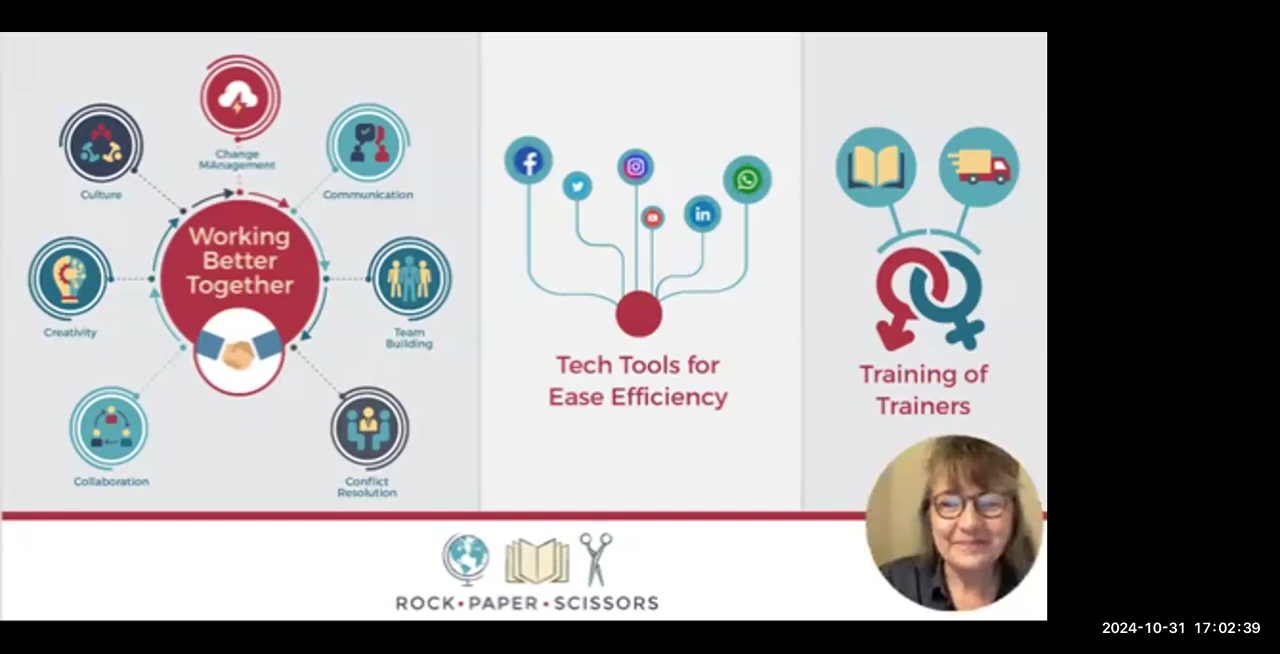 Change
MAnagement
Culture
Communication
Working
Better
Together
Creativity
Team
Building
Collaboration
Conflict
Resolution
Tech Tools for
Ease Efficiency
Training of
Trainers
ROCK•PAPER•SCISSORS
2024-10-31 17:02:39